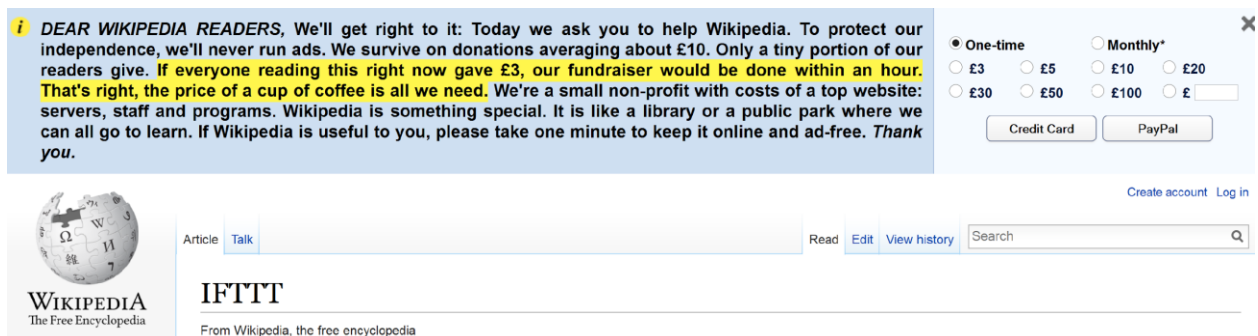 i
DEAR WIKIPEDIA READERS, We'll get right to it: Today we ask you to help Wikipedia. To protect our
independence, we'll never run ads. We survive on donations averaging about £10. Only a tiny portion of our
readers give. If everyone reading this right now gave £3, our fundraiser would be done within an hour.
That's right, the price of a cup of coffee is all we need. We're a small non-profit with costs of a top website:
servers, staff and programs. Wikipedia is something special. It is like a library or a public park where we
can all go to learn. If Wikipedia is useful to you, please take one minute to keep it online and ad-free. Thank
you.
One-time Monthly*
£3 £5 £10 £20
£30 £50 £100 £
Credit Card PayPal
Create account Log in
Article Talk Read Edit View history Search
Ω W И 維
WIKIPEDIA
The Free Encyclopedia
IFTTT
From Wikipedia, the free encyclopedia